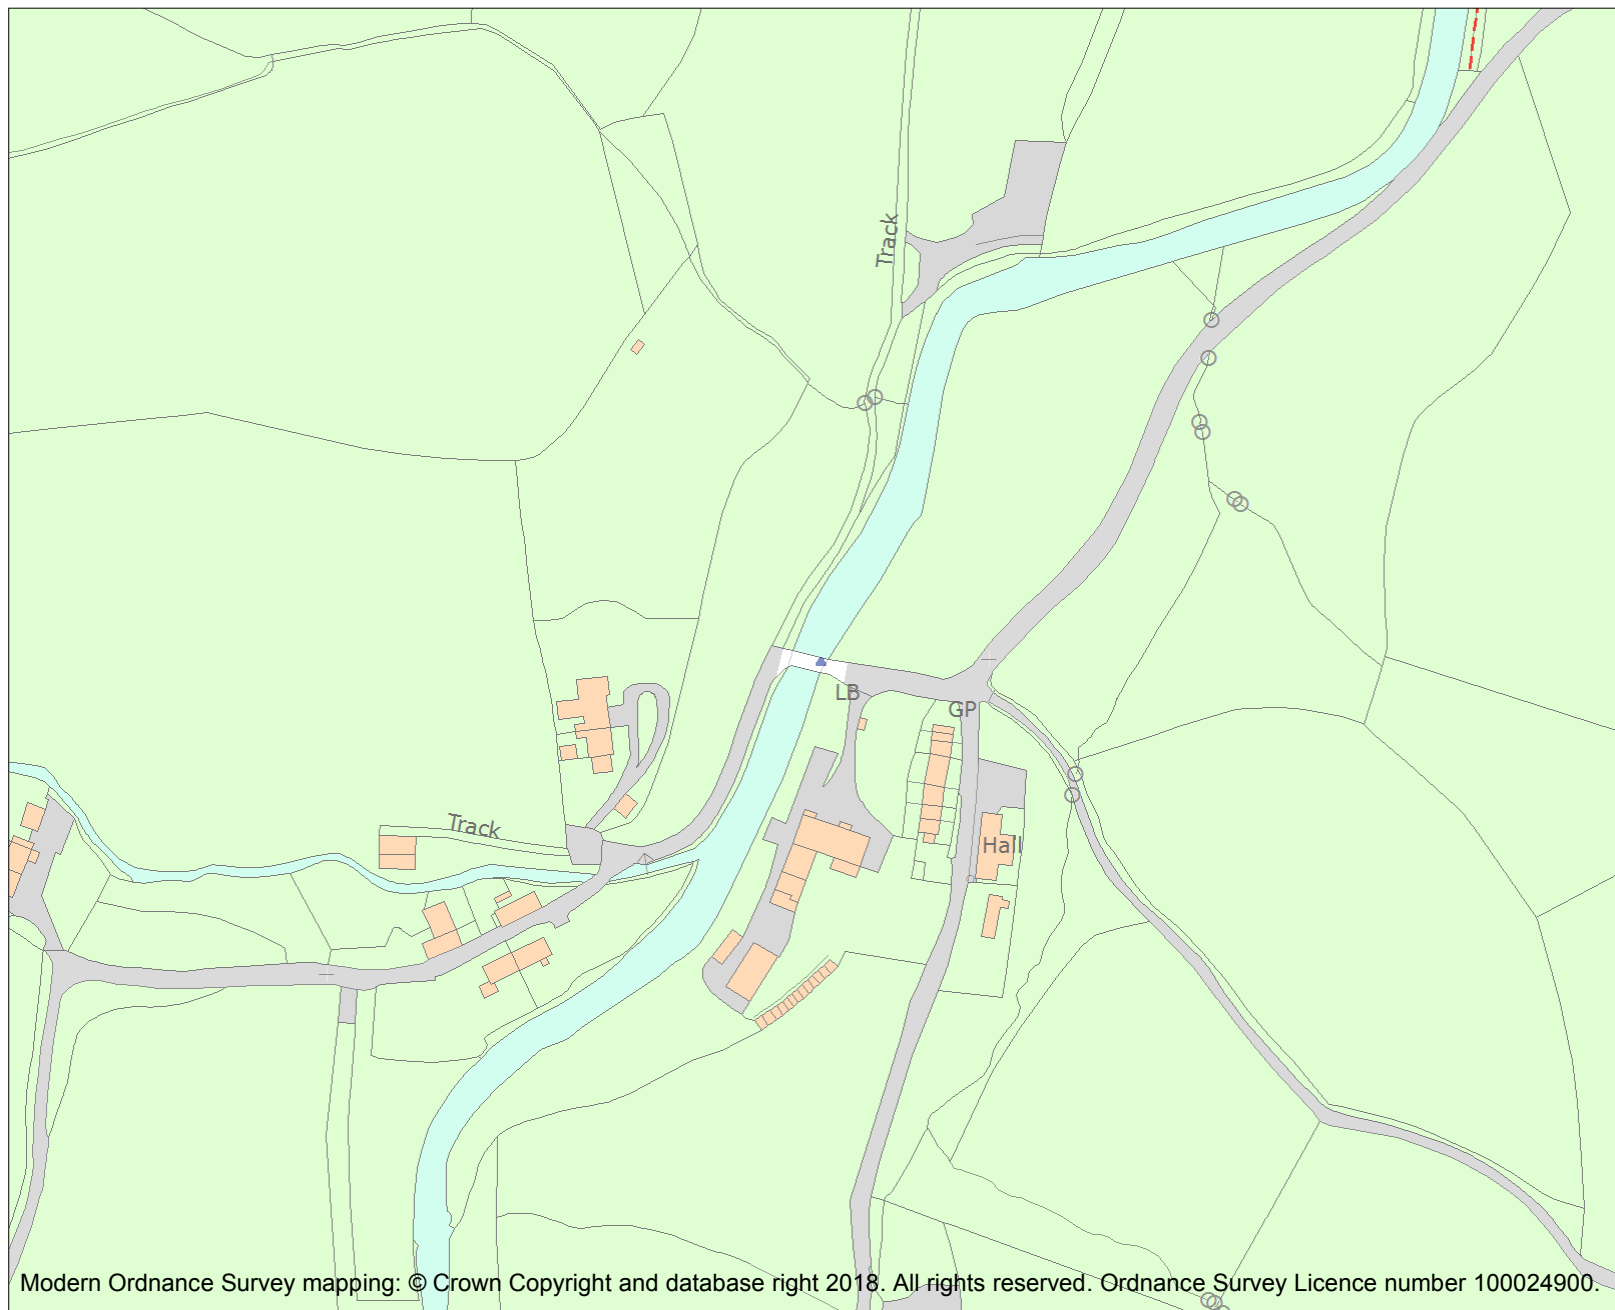 Track
LB
GP
Track
Hall
Modern Ordnance Survey mapping: © Crown Copyright and database right 2018. All rights reserved. Ordnance Survey Licence number 100024900.